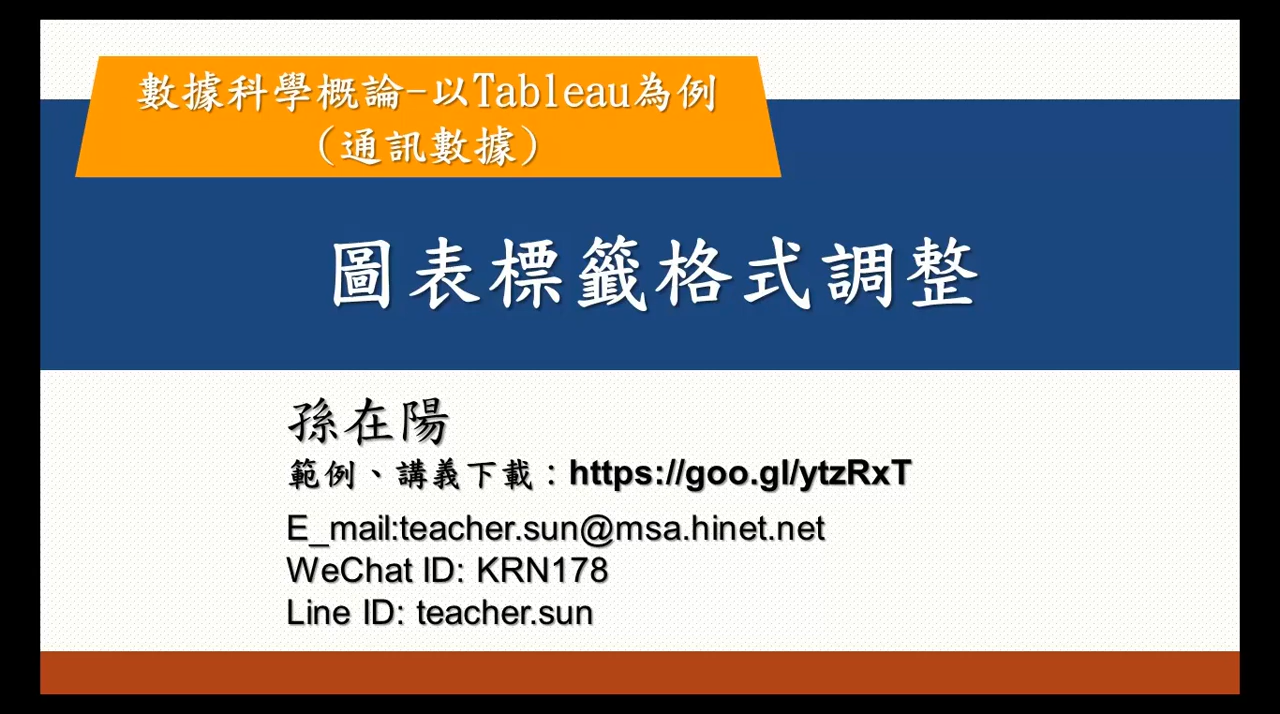 數據科學概論-以Tableau為例
(通訊數據)
圖表標籤格式調整
孫在陽
範例、講義下載：https://goo.gl/ytzRxT
E_mail:teacher.sun@msa.hinet.net
WeChat ID: KRN178
Line ID: teacher.sun